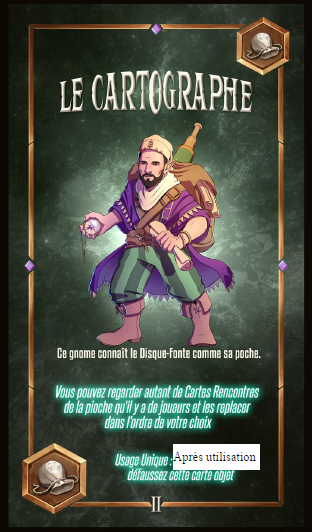 LE CARTOGRAPHE
Ce gnome connaît le Disque-Fonte comme sa poche.
Vous pouvez regarder autant de Cartes Rencontres
de la pioche qu'il y a de joueurs et les replacer
dans l'ordre de votre choix
Usage Unique : Après utilisation
défaussez cette carte objet
II